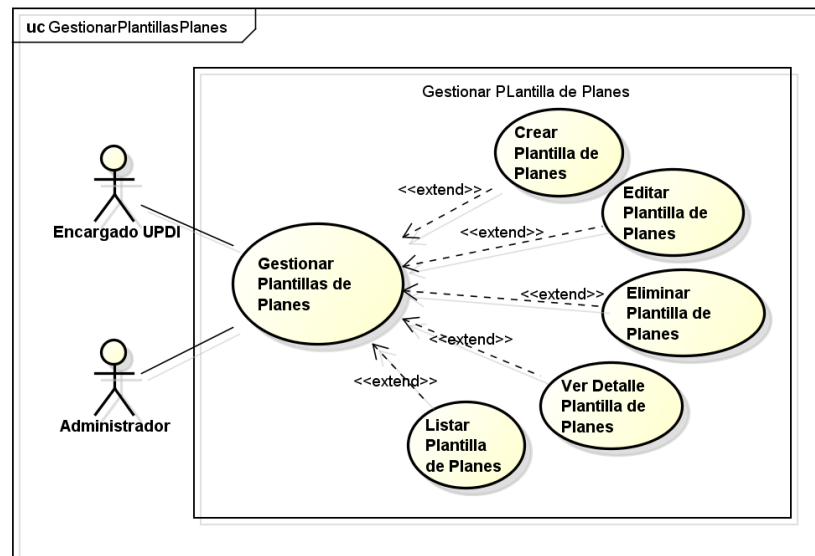 uc GestionarPlantillasPlanes
Gestionar PLantilla de Planes
Crear
Plantilla de
Planes
<<extend>>
Editar
Plantilla de
Planes
<<extend>>
Encargado UPDI
Gestionar
Plantillas de
Planes
Eliminar
Plantilla de
Planes
<<extend>>
<<extend>>
Ver Detalle
Plantilla de
Planes
<<extend>>
Administrador
Listar
Plantilla
de Planes